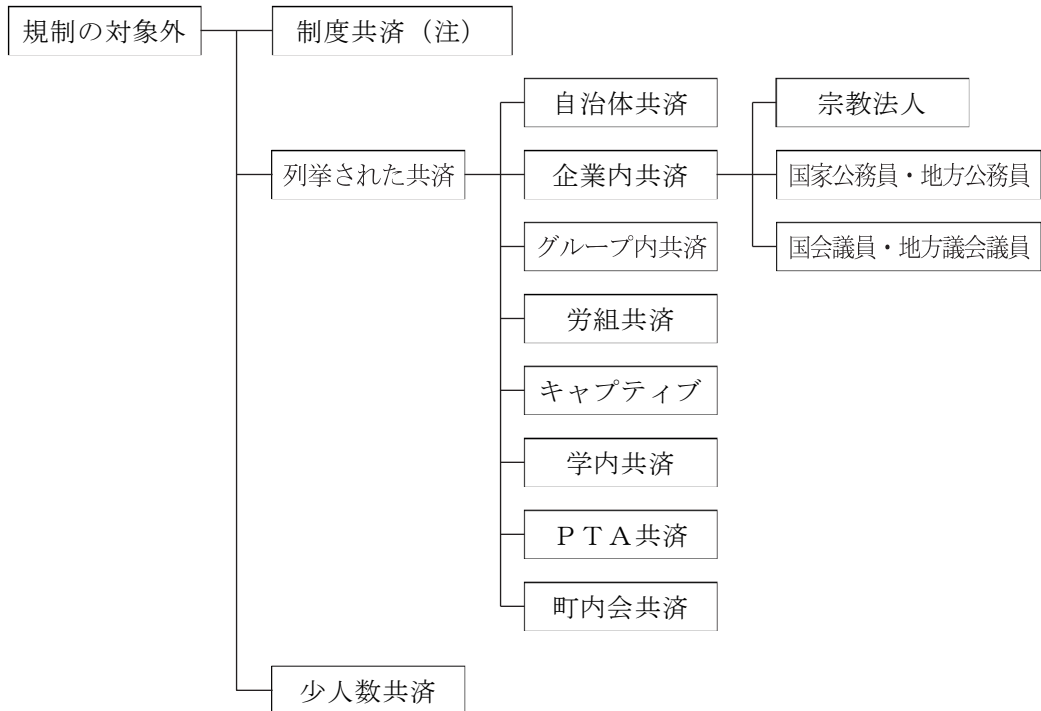 規制の対象外
制度共済（注）
列挙された共済
自治体共済
企業内共済
宗教法人
国家公務員・地方公務員
国会議員・地方議会議員
グループ内共済
労組共済
キャプティブ
学内共済
ＰＴＡ共済
町内会共済
少人数共済